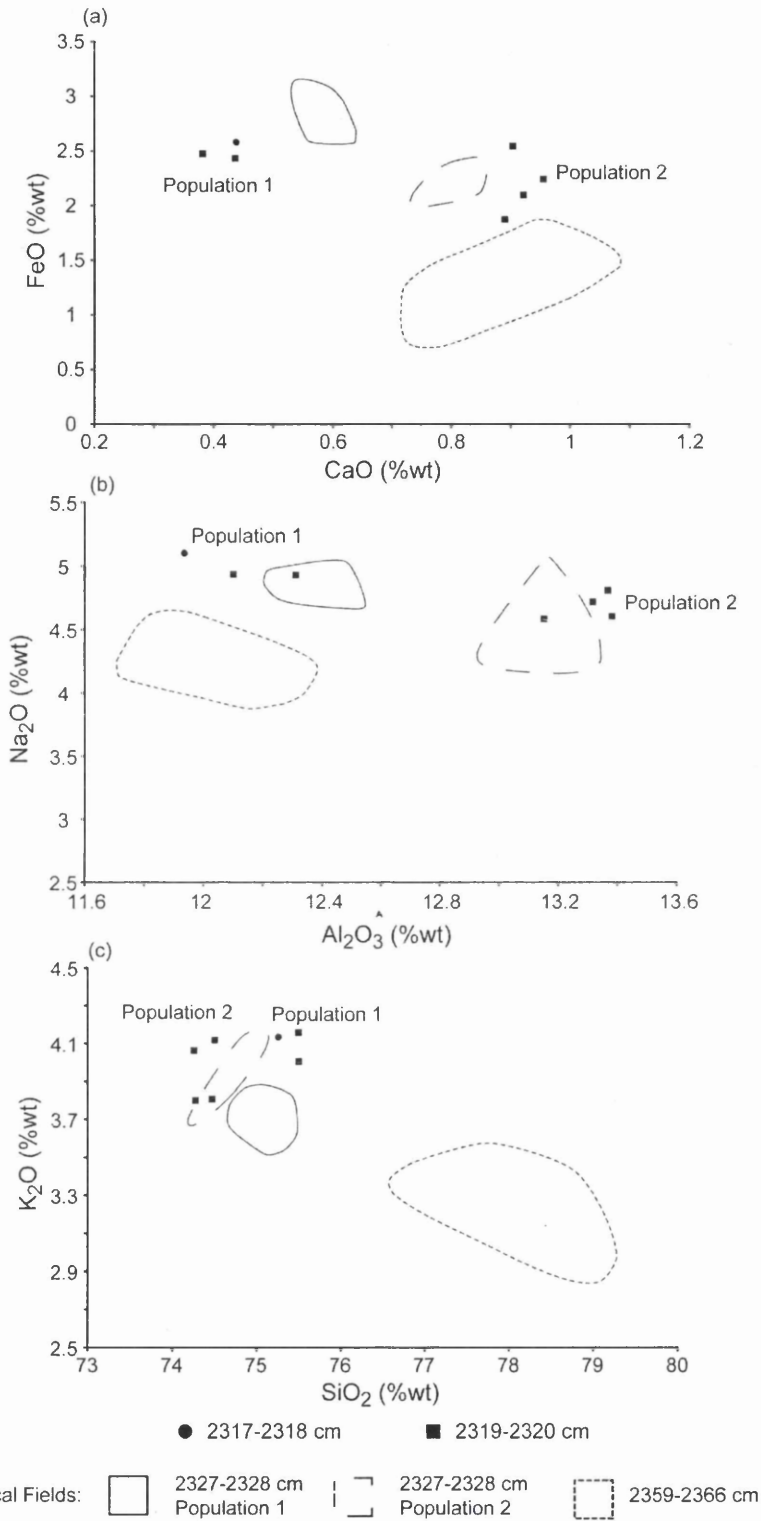 (a)
3.5
3
2.5
2
1.5
1
0.5
0
FeO (%wt)
Population 1
Population 2
0.2 0.4 0.6 0.8 1 1.2
CaO (%wt)
(b)
5.5
5
4.5
4
3.5
3
2.5
Na₂O (%wt)
Population 1
Population 2
11.6 12 12.4 12.8 13.2 13.6
Al₂O₃ (%wt)
(c)
4.5
4.1
3.7
3.3
2.9
2.5
K₂O (%wt)
Population 2 Population 1
73 74 75 76 77 78 79 80
SiO₂ (%wt)
2317-2318 cm 2319-2320 cm
cal Fields: 2327-2328 cm Population 1 2327-2328 cm Population 2 2359-2366 cm